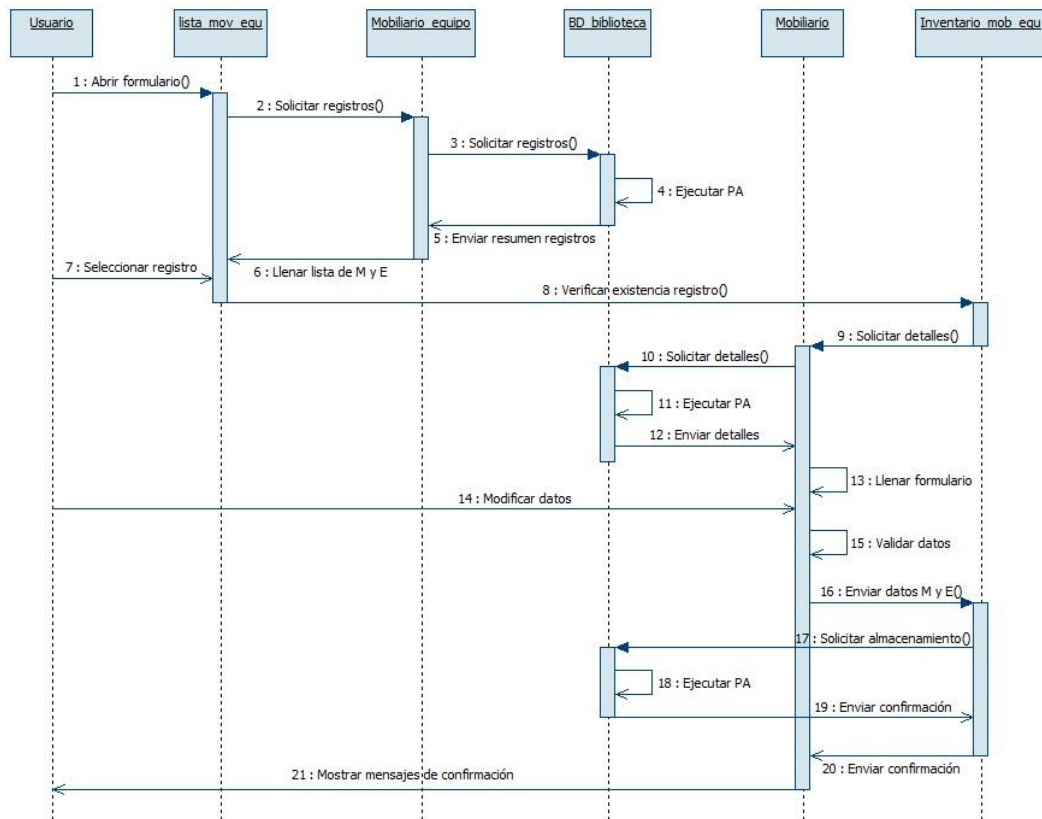 Usuario
lista_mov_equ
Mobiliario_equipo
BD_biblioteca
Mobiliario
Inventario_mob_equ
1 : Abrir formulario()
2 : Solicitar registros()
3 : Solicitar registros()
4 : Ejecutar PA
5 : Enviar resumen registros
6 : Llenar lista de M y E
7 : Seleccionar registro
8 : Verificar existencia registro()
9 : Solicitar detalles()
10 : Solicitar detalles()
11 : Ejecutar PA
12 : Enviar detalles
13 : Llenar formulario
14 : Modificar datos
15 : Validar datos
16 : Enviar datos M y E()
17 : Solicitar almacenamiento()
18 : Ejecutar PA
19 : Enviar confirmación
20 : Enviar confirmación
21 : Mostrar mensajes de confirmación